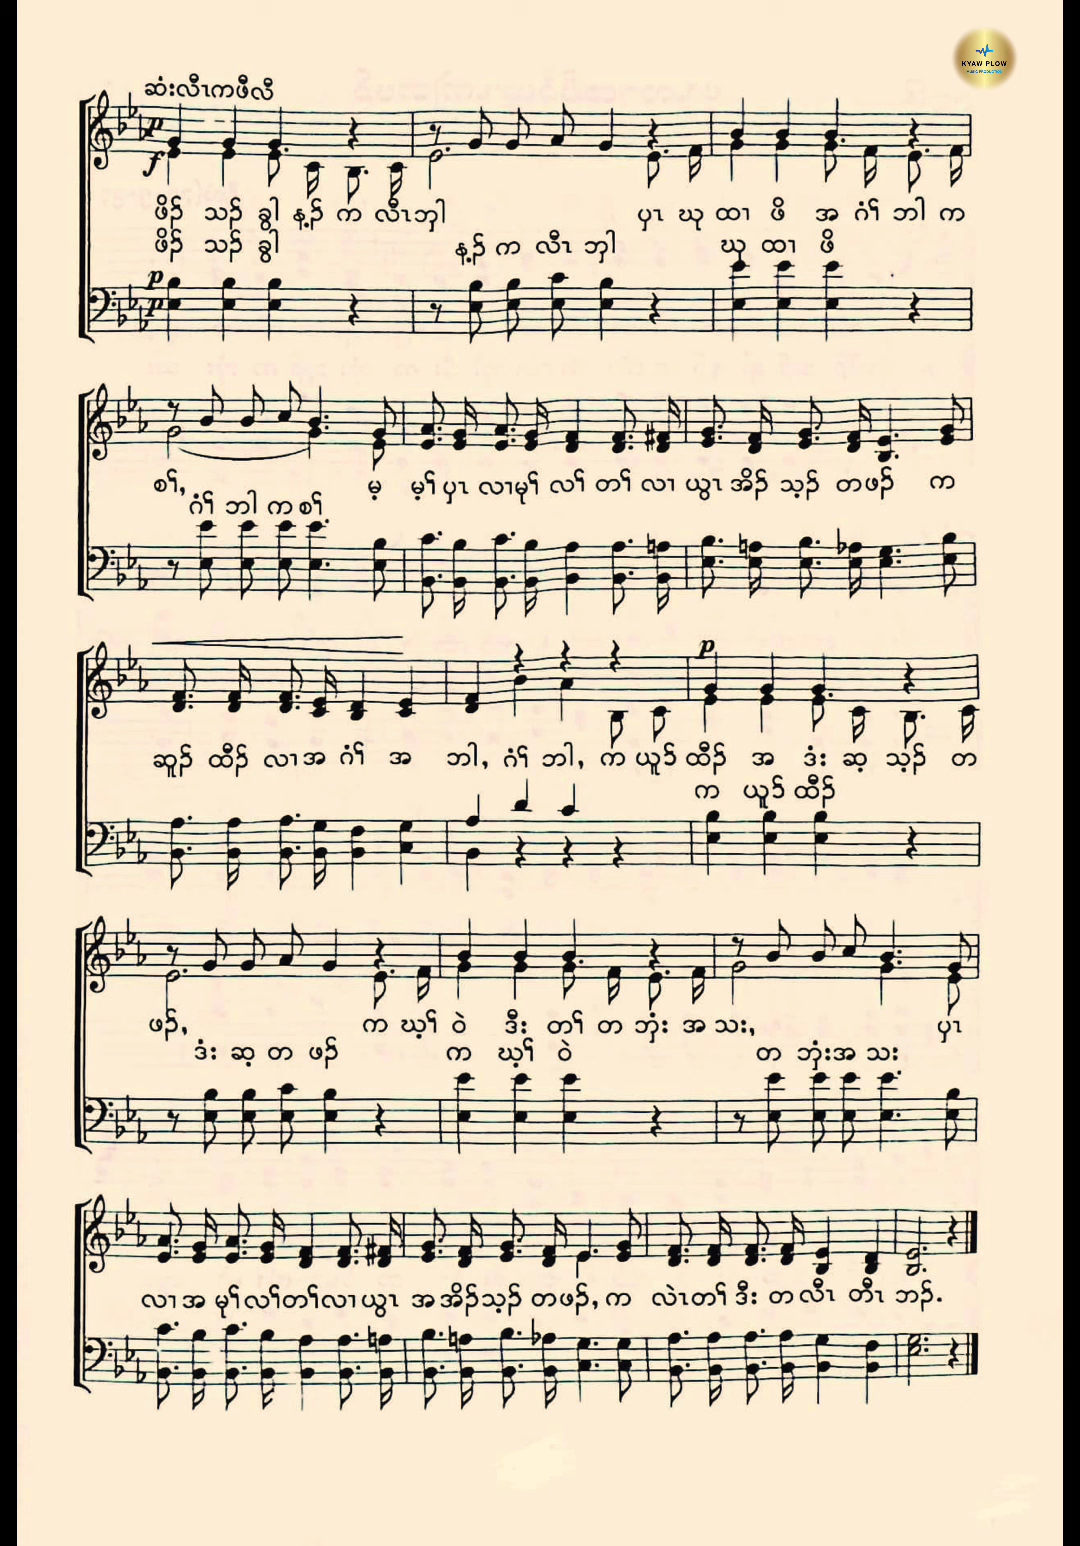 KYAW PLOW
MUSIC PRODUCTION
ဆံးလီၤကဖီလီ
p
f
ဖိဉ် သဉ် ခွါ န့ဉ် က လီၤဘှါ ပှၤ ဃု ထၢ ဖိ အ ဂံၢ် ဘါ က
ဖိဉ် သဉ် ခွါ န့ဉ် က လီၤ ဘှါ ဃု ထၢ ဖိ
p
p
စၢ်, မ့ မ့ၢ် ပှၤ လၢမုၢ် လၢ် တၢ် လၢ ယွၤ အိဉ် သ့ဉ် တဖဉ် က
ဂံၢ် ဘါ က စၢ်
p
ဆူဉ် ထီဉ် လၢ အ ဂံၢ် အ ဘါ, ဂံၢ် ဘါ, က ယူာ် ထီဉ် အ ဒံး ဆ့ သ့ဉ် တ
က ယူာ် ထီဉ်
ဖဉ်, က ဃ့ၢ် ဝဲ ဒီး တၢ် တ ဘှံး အ သး, ပှၤ
ဒံး ဆ့ တ ဖဉ် က ဃ့ၢ် ဝဲ တ ဘှံးအ သး
လၢ အ မုၢ်လၢ်တၢ်လၢယွၤ အအိဉ်သ့ဉ် တဖဉ်, က လဲၤတၢ် ဒီး တ လီၤ တီၤ ဘဉ်.